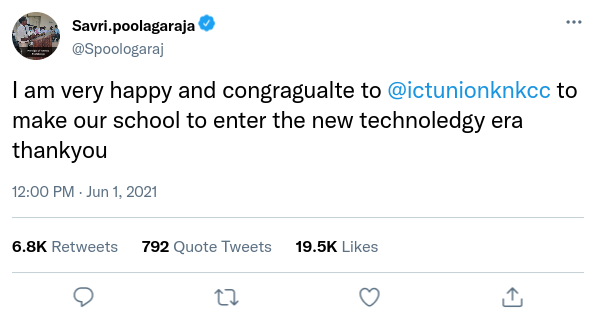 Savri.poolagaraja
@Spoologaraj
I am very happy and congragualte to @ictunionknkcc to
make our school to enter the new technoledgy era
thankyou
12:00 PM · Jun 1, 2021
6.8K Retweets 792 Quote Tweets 19.5K Likes